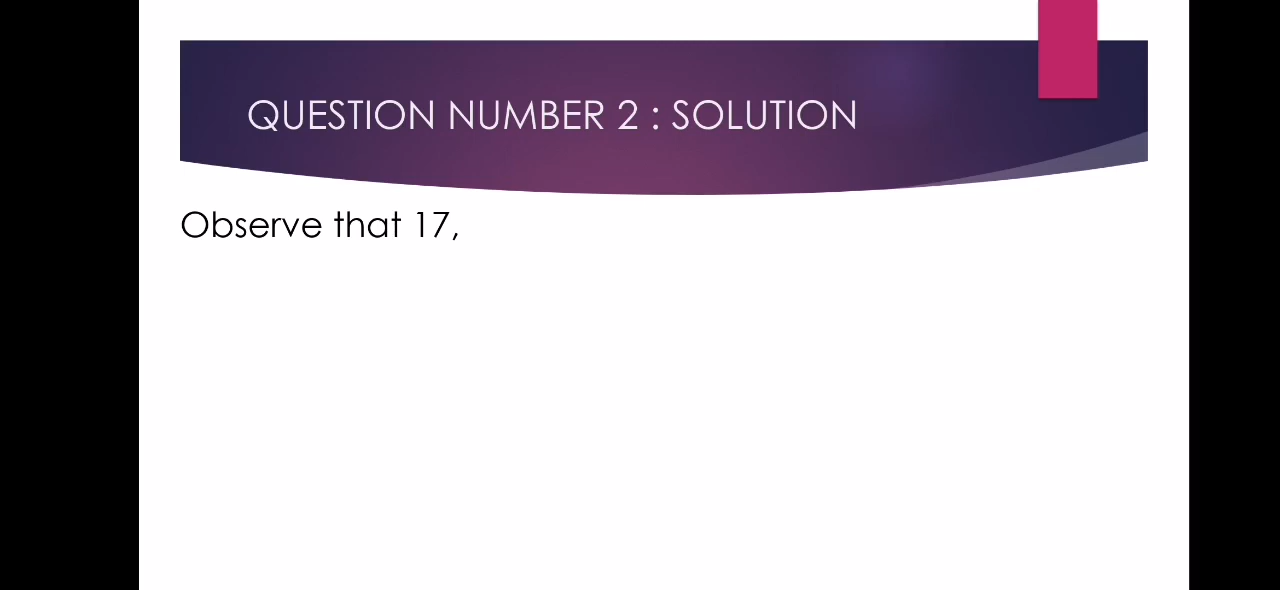 QUESTION NUMBER 2 : SOLUTION
Observe that 17,